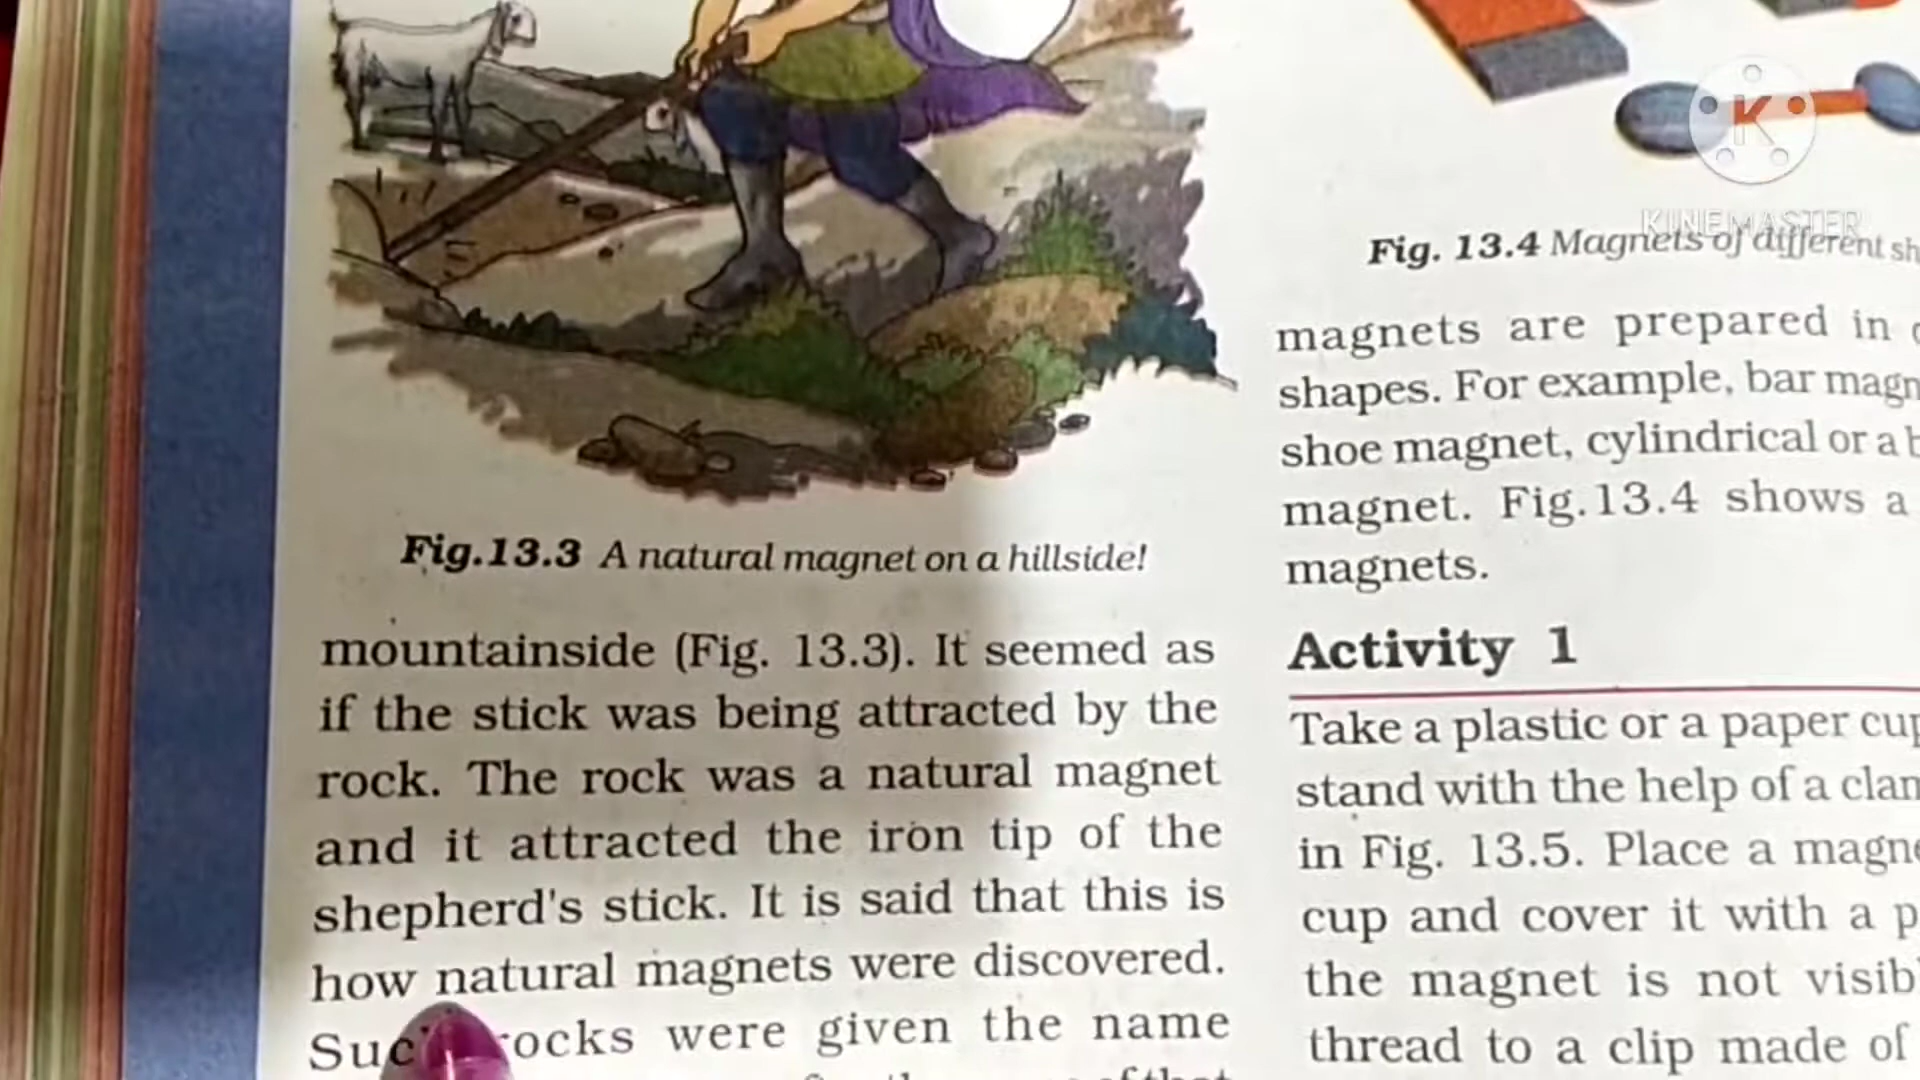 Fig.13.3 A natural magnet on a hillside!
mountainside (Fig. 13.3). It seemed as
if the stick was being attracted by the
rock. The rock was a natural magnet
and it attracted the iron tip of the
shepherd's stick. It is said that this is
how natural magnets were discovered.
rocks were given the name
K
KINEMASTER
Fig. 13.4 Magnets of different
magnets are prepared in
shapes. For example, bar
shoe magnet, cylindrical or a
magnet. Fig.13.4 shows a
magnets.
Activity 1
Take a plastic or a paper
stand with the help of a
in Fig. 13.5. Place a
cup and cover it with a
the magnet is not
thread to a clip made of